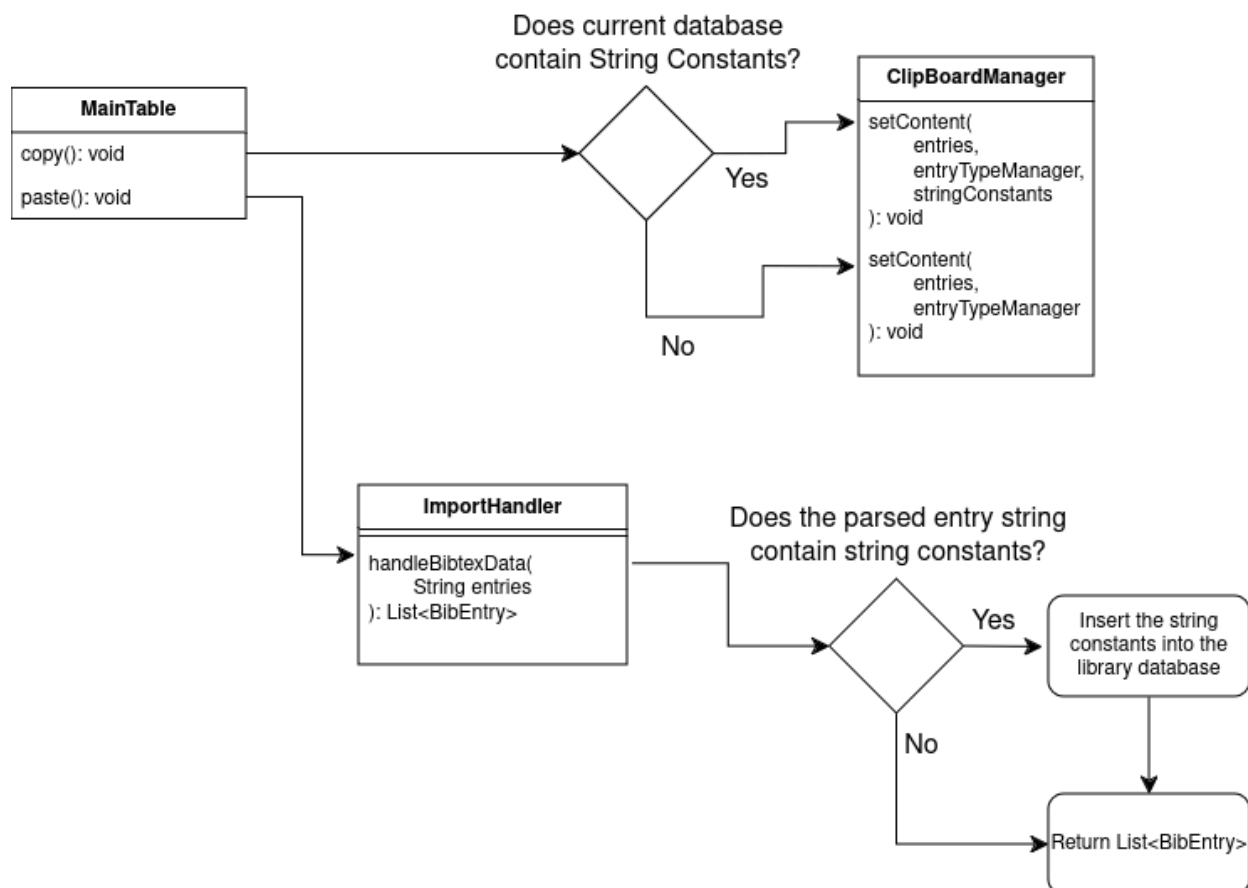 Does current database
contain String Constants?
MainTable
copy(): void
paste(): void
Yes
No
ClipBoardManager
setContent(
entries,
entryTypeManager,
stringConstants
): void
setContent(
entries,
entryTypeManager
): void
ImportHandler
handleBibtexData(
String entries
): List<BibEntry>
Does the parsed entry string
contain string constants?
Yes
No
Insert the string
constants into the
library database
Return List<BibEntry>